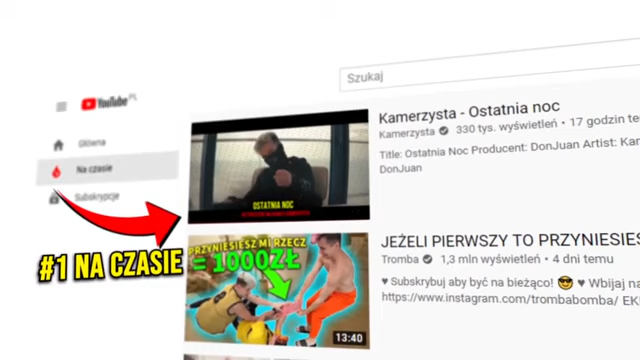 YouTube PL
Szukaj
Główna
Na czasie
Subskrypcje
#1 NA CZASIE
OSTATNIA NOC
Kamerzysta - Ostatnia noc
Kamerzysta 330 tys. wyświetleń • 17 godzin te
Title: Ostatnia Noc Producent: DonJuan Artist: Kam
DonJuan
PRZYNIESIESZ MI RZECZ
= 1000ZŁ
13:40
JEŻELI PIERWSZY TO PRZYNIESIES
Tromba 1,3 mln wyświetleń • 4 dni temu
♥ Subskrybuj aby być na bieżąco! 😎 ♥ Wbijaj na
https://www.instagram.com/trombabomba/ EKI